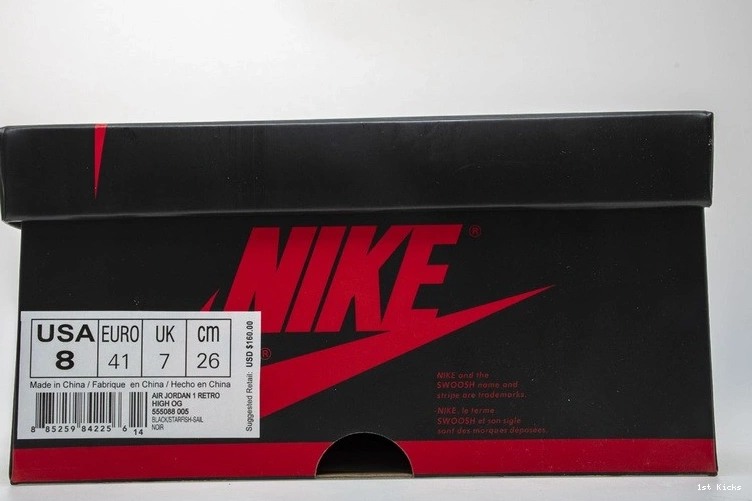 NIKE®
USA EURO UK cm
8 41 7 26
Made in China / Fabrique en China / Hecho en China
AIR JORDAN 1 RETRO
HIGH OG
555088 005
BLACK/STARFISH-SAIL
NOIR
8 85259 84225 6 14
Suggested Retail: USD $160.00
®
NIKE and the
SWOOSH name and
stripe are trademarks.
NIKE, le terme
SWOOSH et son sigle
sont des marques déposées.
1st Kicks